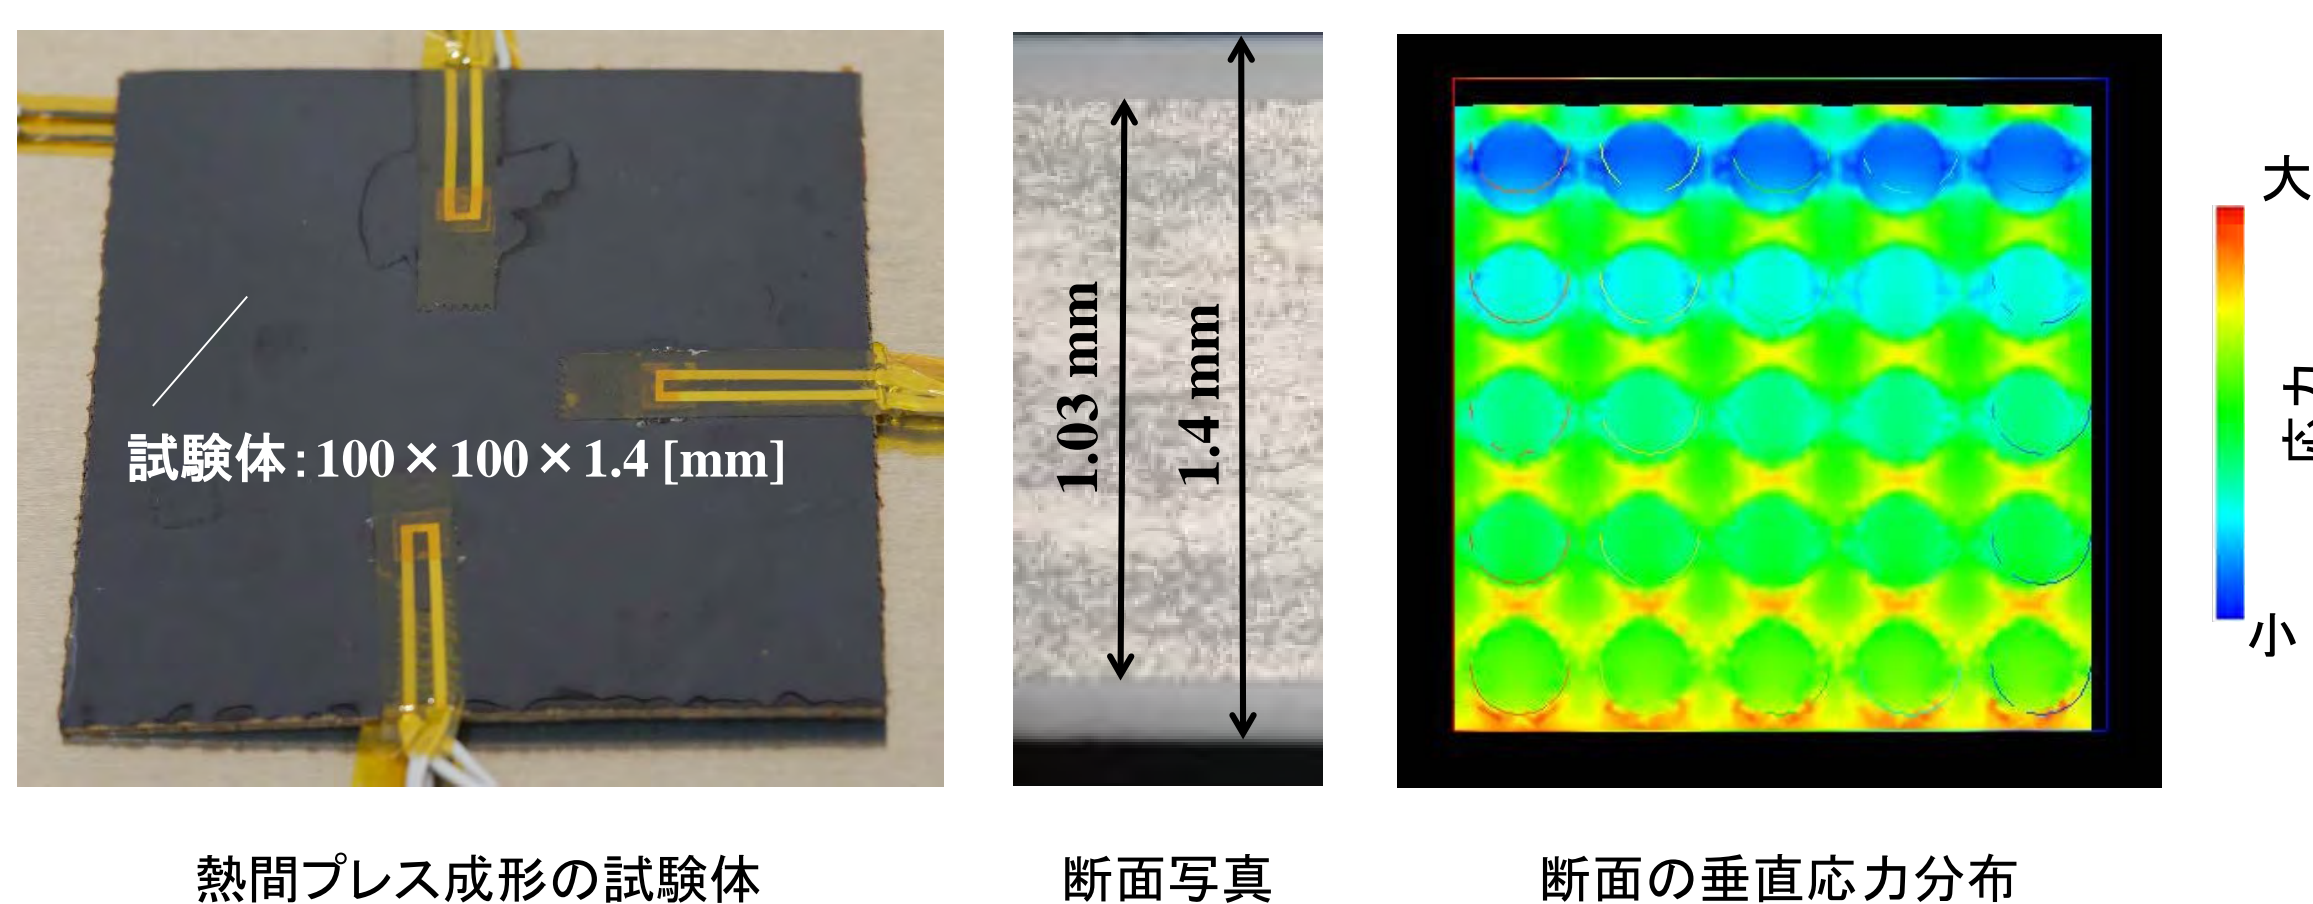 試験体：100×100×1.4 [mm]
1.03 mm
1.4 mm
大
小
熱間プレス成形の試験体
断面写真
断面の垂直応力分布